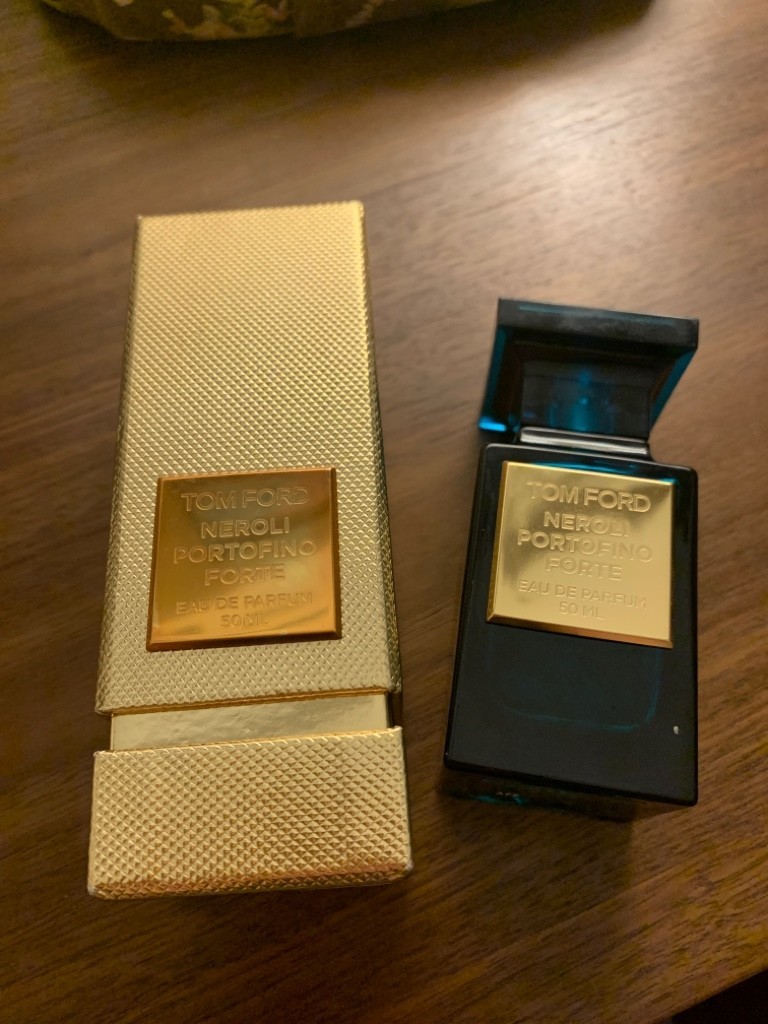 TOM FORD
NEROLI
PORTOFINO
FORTE
EAU DE PARFUM
50 ML
TOM FORD
NEROLI
PORTOFINO
FORTE
EAU DE PARFUM
50 ML